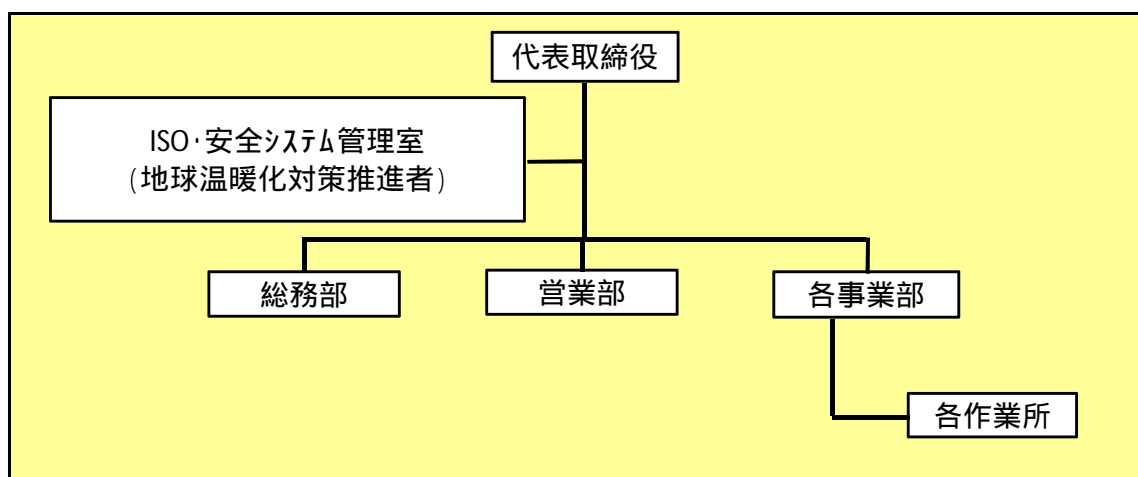 代表取締役
ISO･安全ｼｽﾃﾑ管理室
(地球温暖化対策推進者)
総務部
営業部
各事業部
各作業所